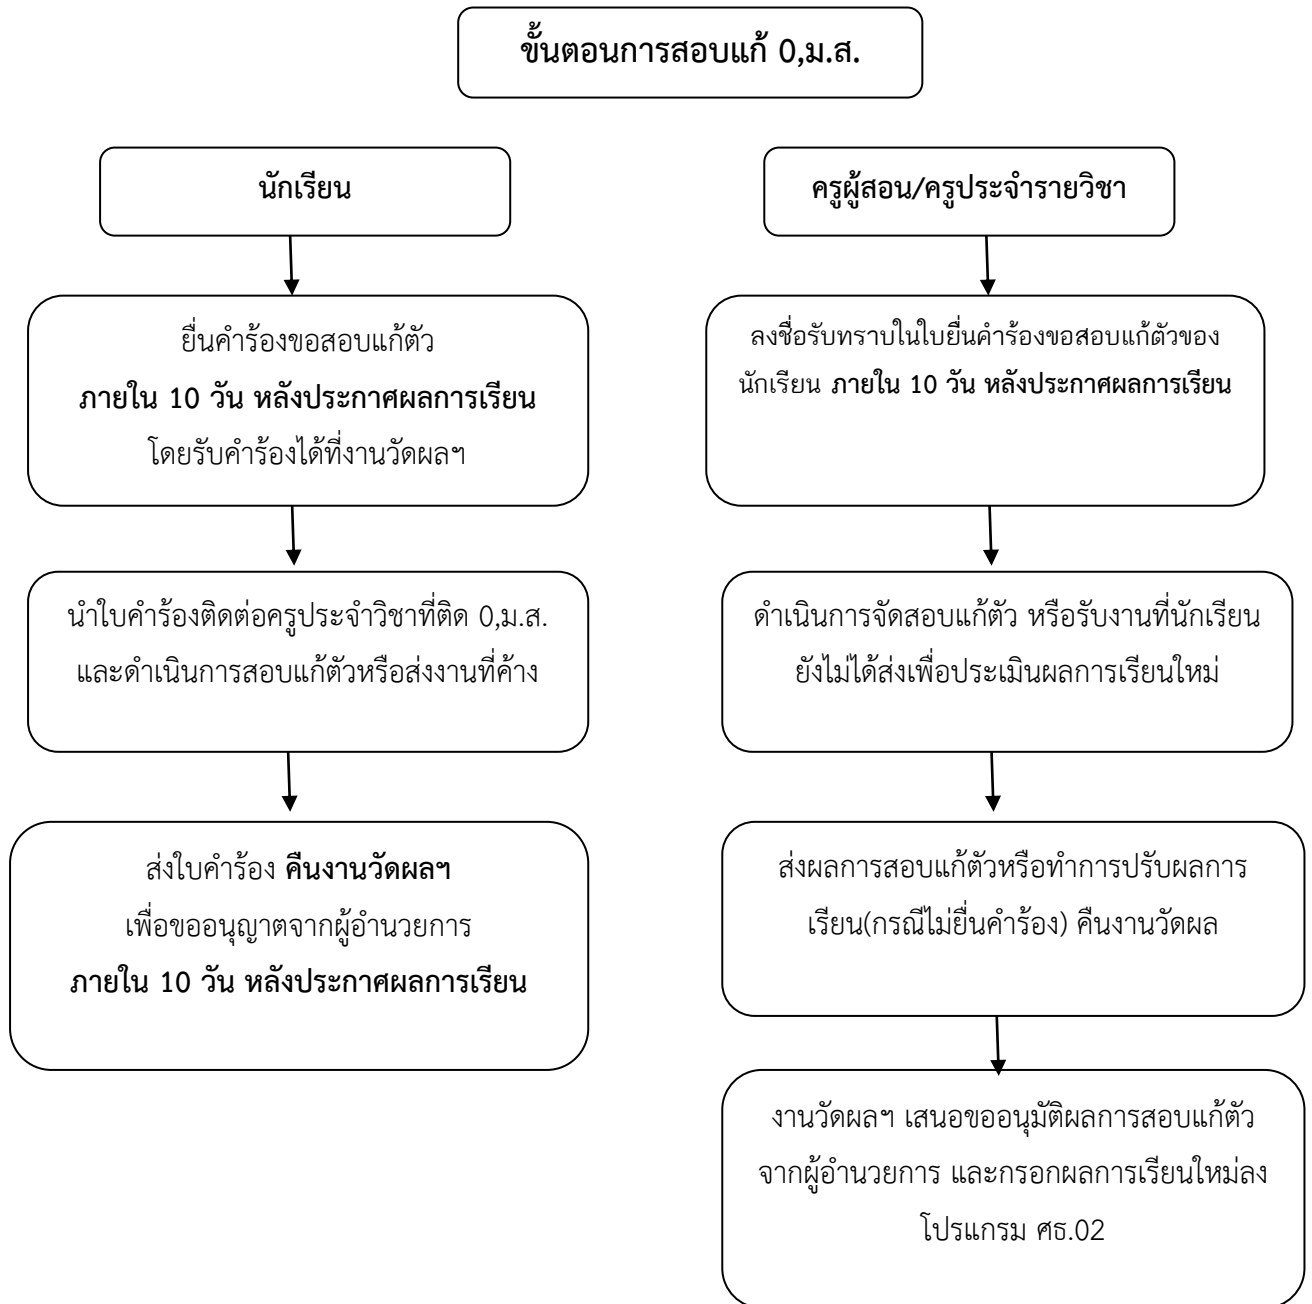 ขั้นตอนการสอบแก้ 0,ม.ส.
นักเรียน
ยื่นคำร้องขอสอบแก้ตัว
ภายใน 10 วัน หลังประกาศผลการเรียน
โดยรับคำร้องได้ที่งานวัดผลฯ
นำใบคำร้องติดต่อครูประจำวิชาที่ติด 0,ม.ส.
และดำเนินการสอบแก้ตัวหรือส่งงานที่ค้าง
ส่งใบคำร้อง คืนงานวัดผลฯ
เพื่อขออนุญาตจากผู้อำนวยการ
ภายใน 10 วัน หลังประกาศผลการเรียน
ครูผู้สอน/ครูประจำรายวิชา
ลงชื่อรับทราบในใบยื่นคำร้องขอสอบแก้ตัวของ
นักเรียน ภายใน 10 วัน หลังประกาศผลการเรียน
ดำเนินการจัดสอบแก้ตัว หรือรับงานที่นักเรียน
ยังไม่ได้ส่งเพื่อประเมินผลการเรียนใหม่
ส่งผลการสอบแก้ตัวหรือทำการปรับผลการ
เรียน(กรณีไม่ยื่นคำร้อง) คืนงานวัดผล
งานวัดผลฯ เสนอขออนุมัติผลการสอบแก้ตัว
จากผู้อำนวยการ และกรอกผลการเรียนใหม่ลง
โปรแกรม ศธ.02